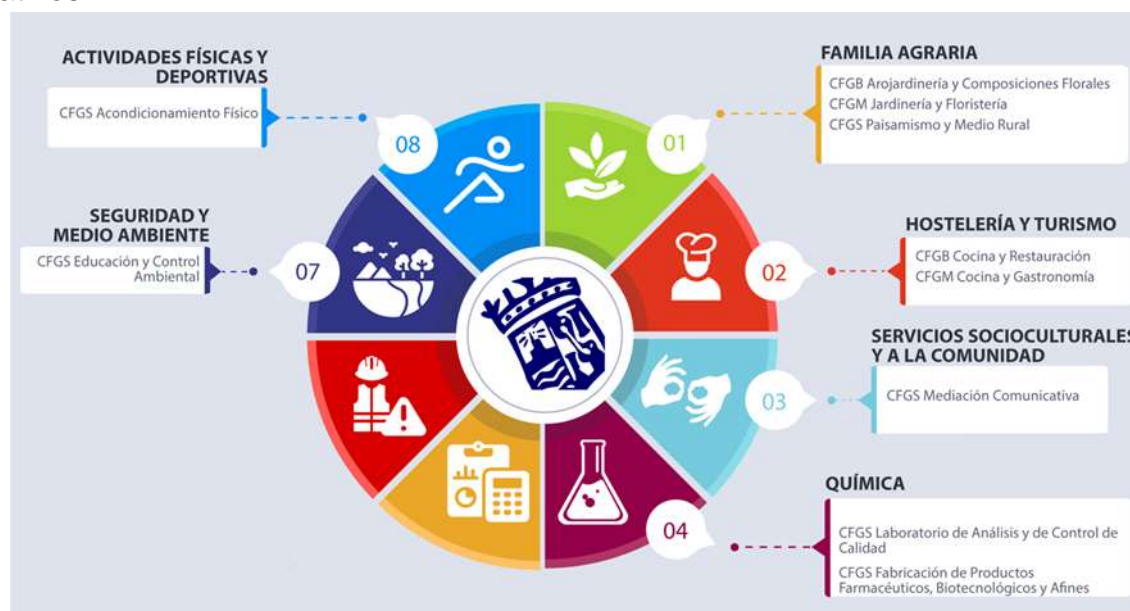 ACTIVIDADES FÍSICAS Y
DEPORTIVAS
CFGS Acondicionamiento Físico
08
SEGURIDAD Y
MEDIO AMBIENTE
CFGS Educación y Control
Ambiental
07
FAMILIA AGRARIA
CFGB Arojardinería y Composiciones Florales
CFGM Jardinería y Floristería
CFGS Paisamismo y Medio Rural
01
HOSTELERÍA Y TURISMO
CFGB Cocina y Restauración
CFGM Cocina y Gastronomía
02
SERVICIOS SOCIOCULTURALES
Y A LA COMUNIDAD
CFGS Mediación Comunicativa
03
QUÍMICA
CFGS Laboratorio de Análisis y de Control de
Calidad
CFGS Fabricación de Productos
Farmacéuticos, Biotecnológicos y Afines
04